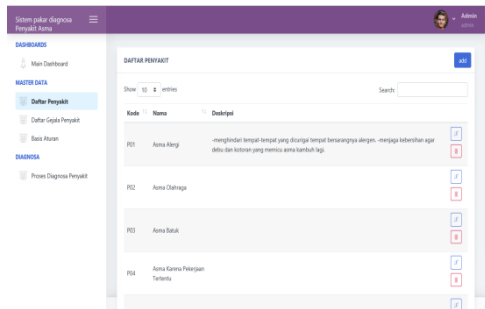 Sistem pakar diagnosa
Penyakit Asma
Admin
admin
DASHBOARDS
Main Dashboard
MASTER DATA
Daftar Penyakit
Daftar Gejala Penyakit
Basis Aturan
DIAGNOSA
Proses Diagnosa Penyakit
DAFTAR PENYAKIT
add
Show 10 entries
Search:
Kode Nama Deskripsi
P01 Asma Alergi -menghindari tempat-tempat yang dicurigai tempat bersarangnya alergen. -menjaga kebersihan agar
debu dan kotoran yang memicu asma kambuh lagi.
P02 Asma Olahraga
P03 Asma Batuk
P04 Asma Karena Pekerjaan
Tertentu